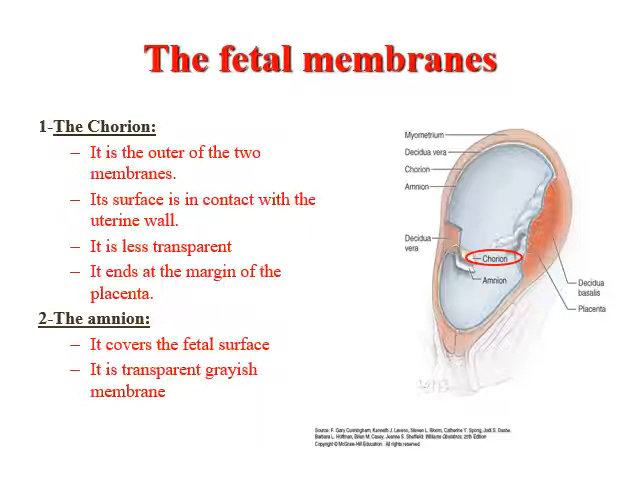 The fetal membranes
1-The Chorion:
– It is the outer of the two
membranes.
– Its surface is in contact with the
uterine wall.
– It is less transparent
– It ends at the margin of the
placenta.
2-The amnion:
– It covers the fetal surface
– It is transparent grayish
membrane
Myometrium
Decidua vera
Chorion
Amnion
Decidua
vera
Chorion
Amnion
Decidua
basalis
Placenta
Source: F. Gary Cunningham, Kenneth J. Leveno, Steven L. Bloom, Catherine Y. Spong, Jodi S. Dashe,
Barbara L. Hoffman, Brian M. Casey, Jeanne S. Sheffield: Williams Obstetrics, 25th Edition
Copyright © McGraw-Hill Education. All rights reserved.